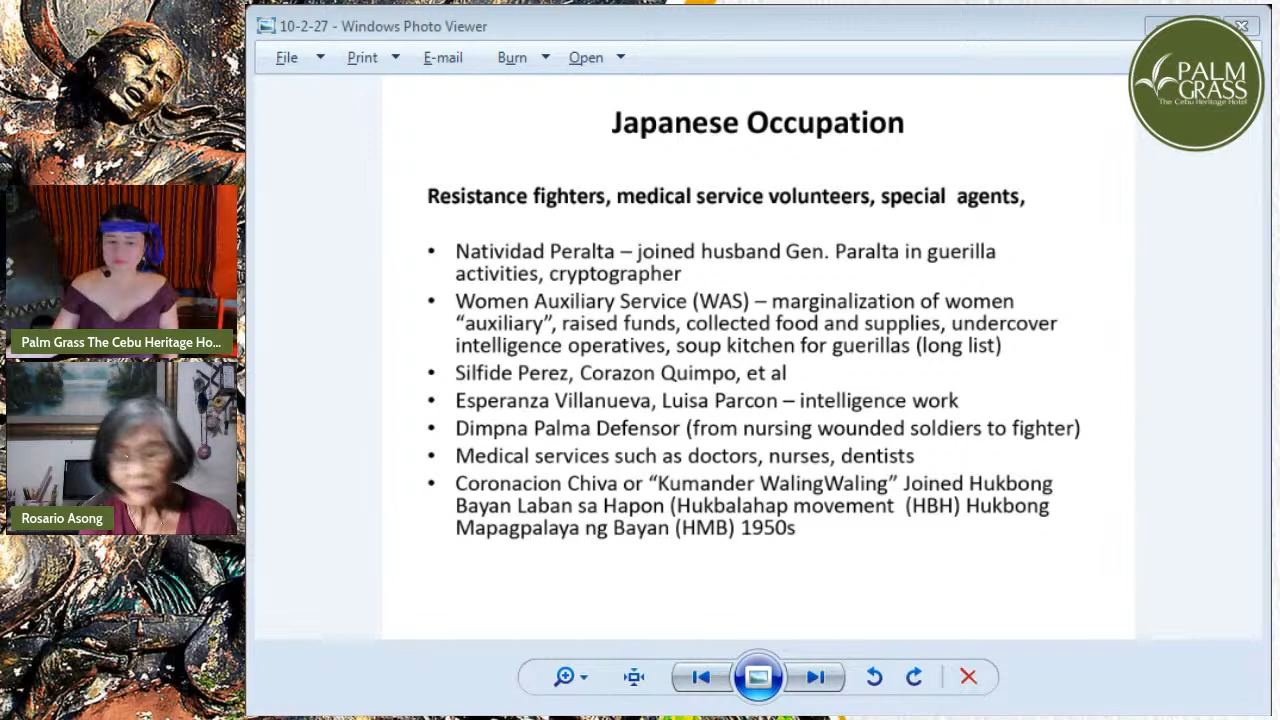 10-2-27 - Windows Photo Viewer
File
Print
E-mail
Burn
Open
PALM
GRASS
The Cebu Heritage Hotel
Japanese Occupation
Resistance fighters, medical service volunteers, special agents,
• Natividad Peralta – joined husband Gen. Paralta in guerilla
activities, cryptographer
• Women Auxiliary Service (WAS) – marginalization of women
“auxiliary”, raised funds, collected food and supplies, undercover
intelligence operatives, soup kitchen for guerillas (long list)
• Silfide Perez, Corazon Quimpo, et al
• Esperanza Villanueva, Luisa Parcon – intelligence work
• Dimpna Palma Defensor (from nursing wounded soldiers to fighter)
• Medical services such as doctors, nurses, dentists
• Coronacion Chiva or “Kumander WalingWaling” Joined Hukbong
Bayan Laban sa Hapon (Hukbalahap movement (HBH) Hukbong
Mapagpalaya ng Bayan (HMB) 1950s
Palm Grass The Cebu Heritage Ho...
Rosario Asong